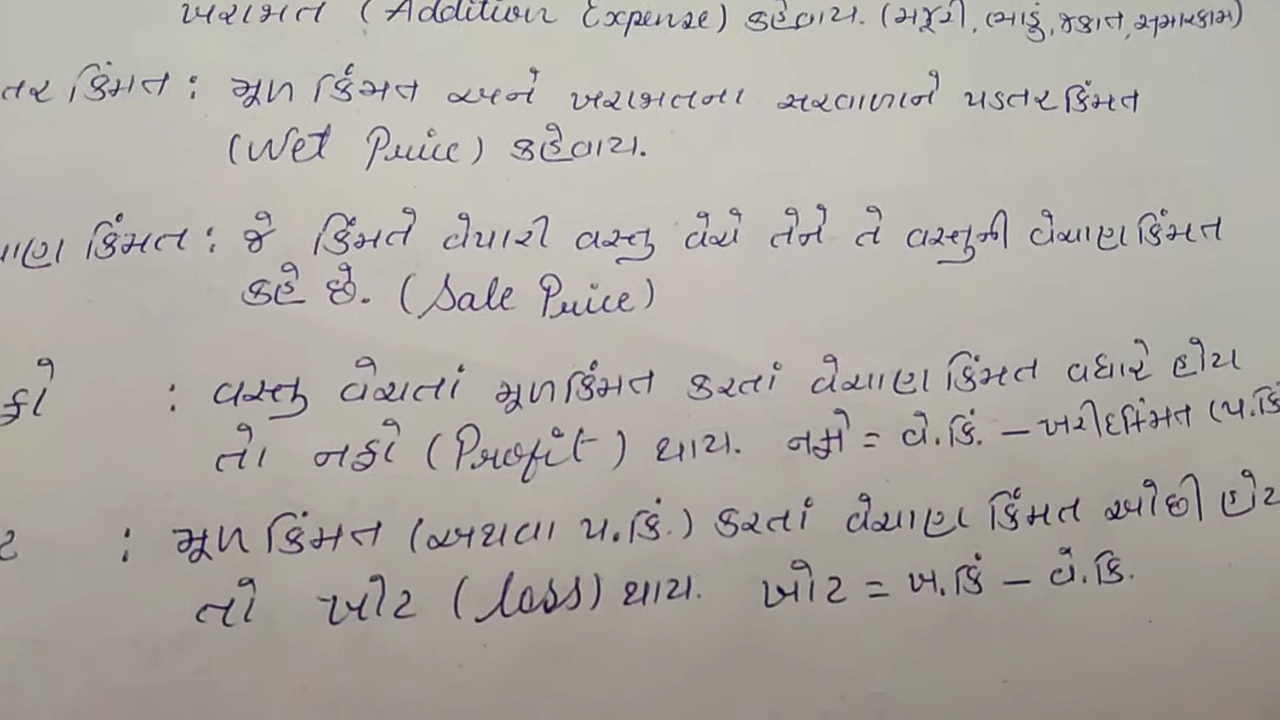 ખરાજાત (Addition Expense) કહેવાય. (મજૂરી, ભાડું, જકાત, સમારકામ)
તર કિંમત : મૂળ કિંમત અને ખરાજાતના સરવાળાને પડતર કિંમત
(Net Price) કહેવાય.
ાણ કિંમત : જે કિંમતે વેપારી વસ્તુ વેચે તેને તે વસ્તુની વેચાણ કિંમત
કહે છે. (Sale Price)
ફો : વસ્તુ વેચતાં મૂળકિંમત કરતાં વેચાણ કિંમત વધારે હોય
તો નફો (Profit) થાય. નફો = વે.કિં. – ખરીદકિંમત (પ.કિં
ટ : મૂળ કિંમત (અથવા પ.કિં.) કરતાં વેચાણ કિંમત ઓછી હોય
તો ખોટ (loss) થાય. ખોટ = ખ.કિં – વે.કિ.